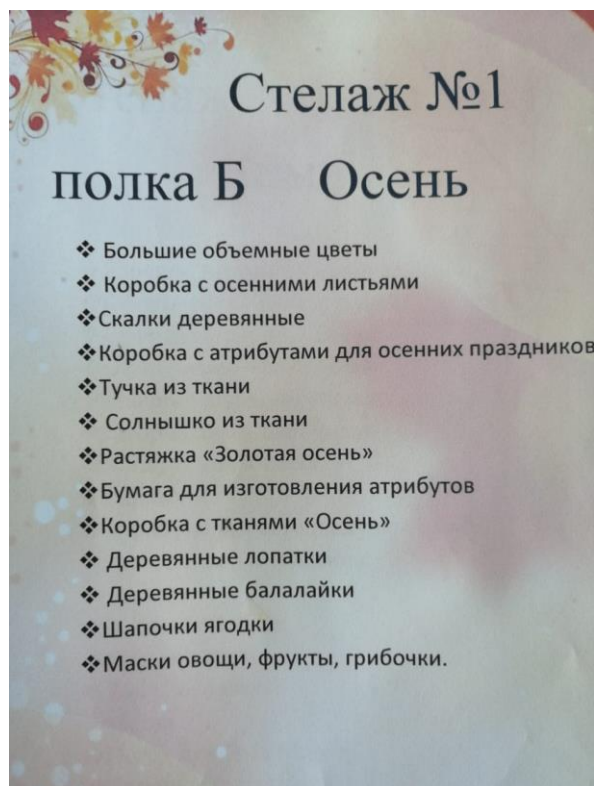 Стелаж №1
полка Б Осень
❖ Большие объемные цветы
❖ Коробка с осенними листьями
❖Скалки деревянные
❖Коробка с атрибутами для осенних праздников
❖Тучка из ткани
❖ Солнышко из ткани
❖Растяжка «Золотая осень»
❖Бумага для изготовления атрибутов
❖Коробка с тканями «Осень»
❖ Деревянные лопатки
❖ Деревянные балалайки
❖Шапочки ягодки
❖Маски овощи, фрукты, грибочки.